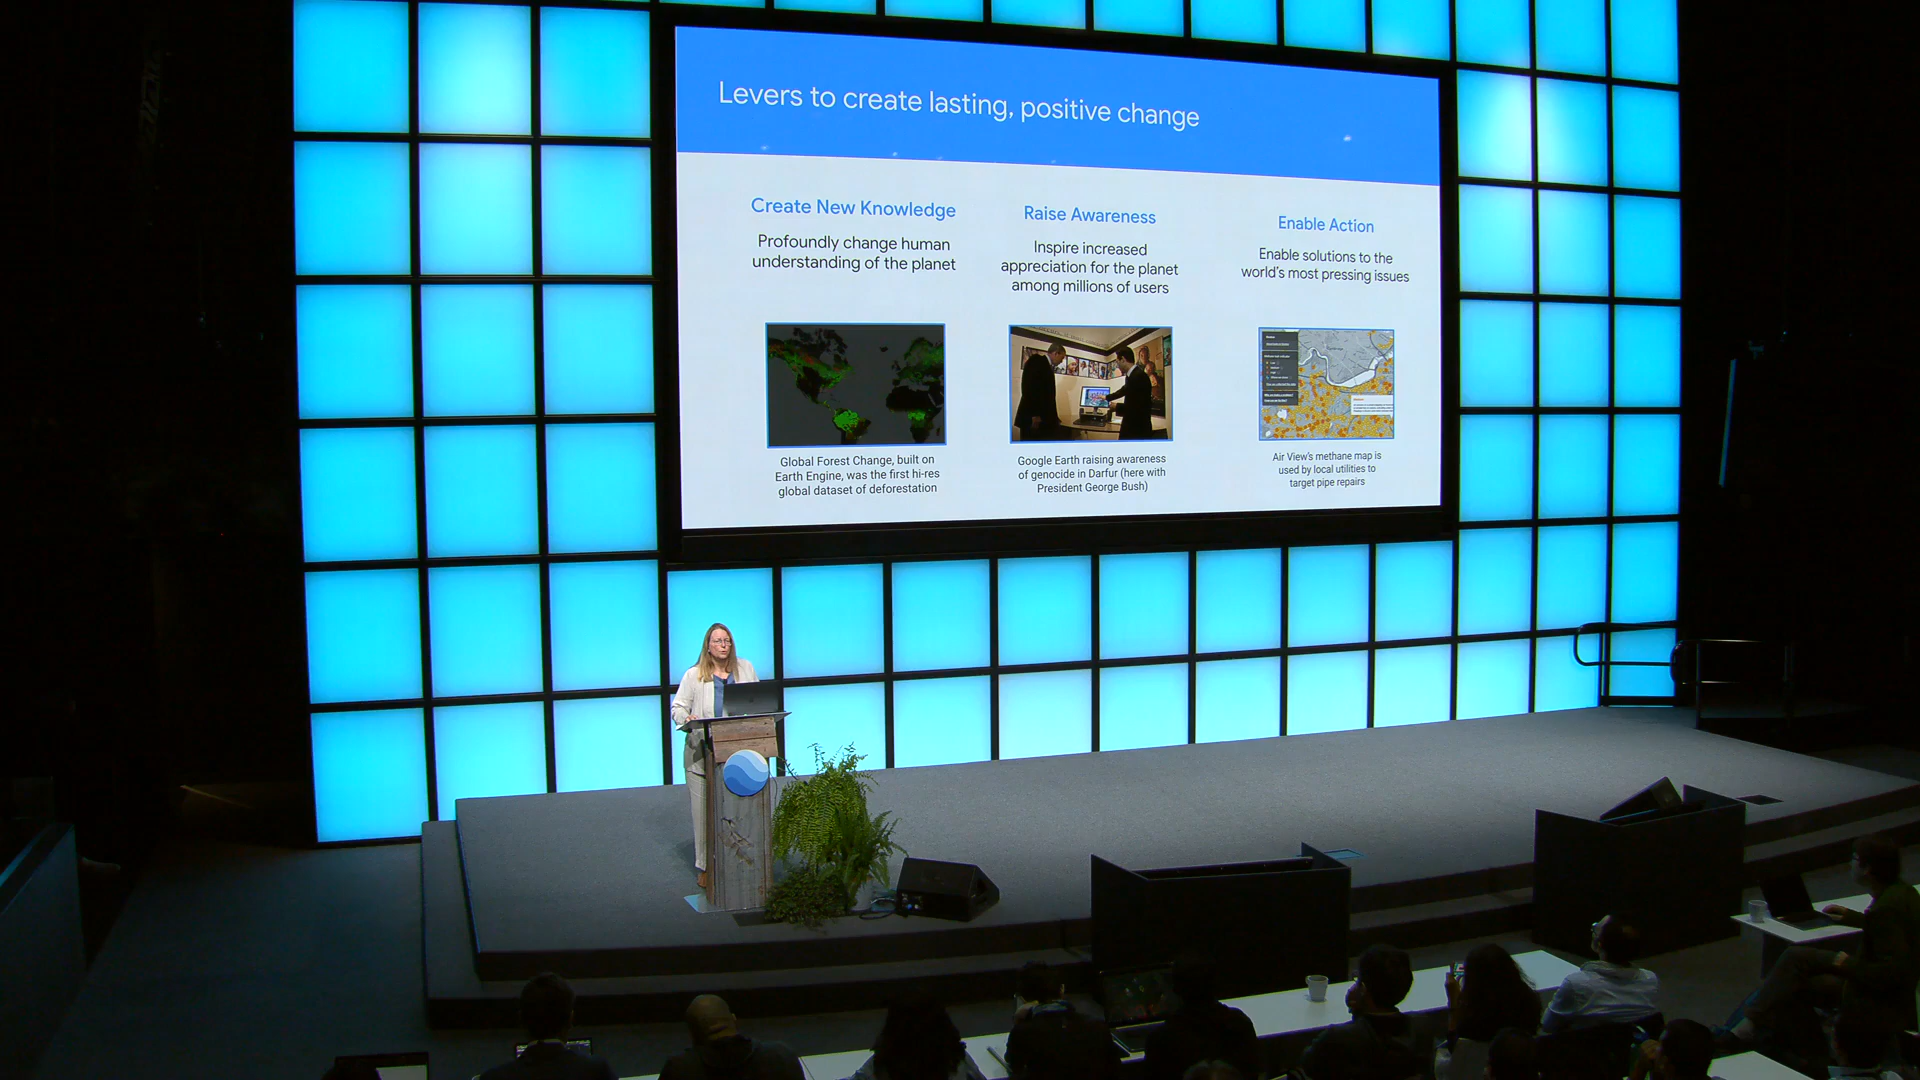 Levers to create lasting, positive change
Create New Knowledge
Profoundly change human
understanding of the planet
Global Forest Change, built on
Earth Engine, was the first hi-res
global dataset of deforestation
Raise Awareness
Inspire increased
appreciation for the planet
among millions of users
Google Earth raising awareness
of genocide in Darfur (here with
President George Bush)
Enable Action
Enable solutions to the
world's most pressing issues
Air View's methane map is
used by local utilities to
target pipe repairs